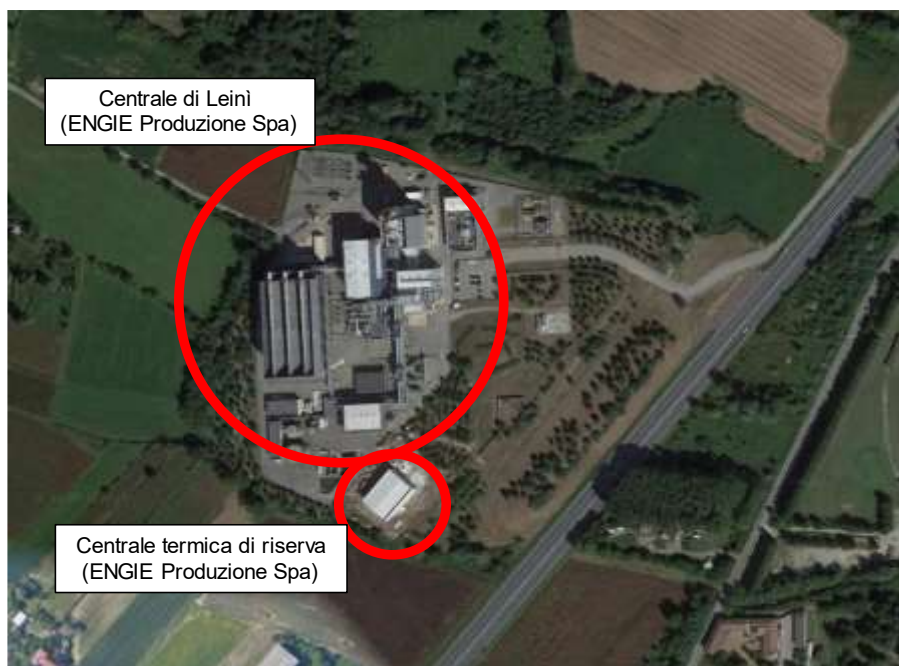 Centrale di Leinì
(ENGIE Produzione Spa)
Centrale termica di riserva
(ENGIE Produzione Spa)